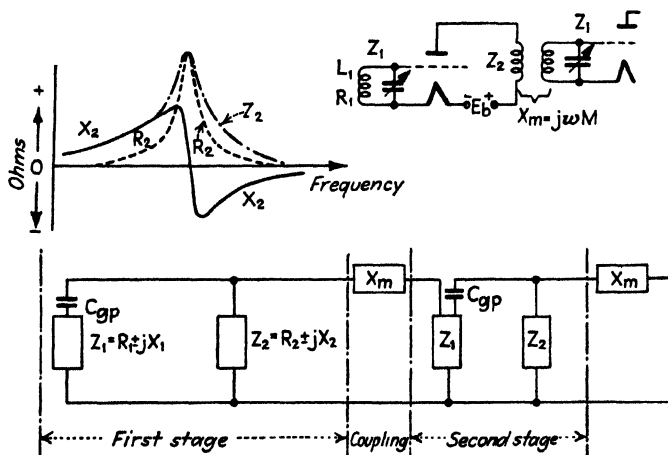 Z₁
Z₁
L₁
R₁
Z₂
- Eb +
Xm=jωM
Ohms
+
0
-
X₂
R₂
R₂
Z₂
X₂
Frequency
Cgp
Z₁=R₁±jX₁
Z₂=R₂±jX₂
Xm
Cgp
Z₁
Z₂
Xm
First stage
Coupling
Second stage